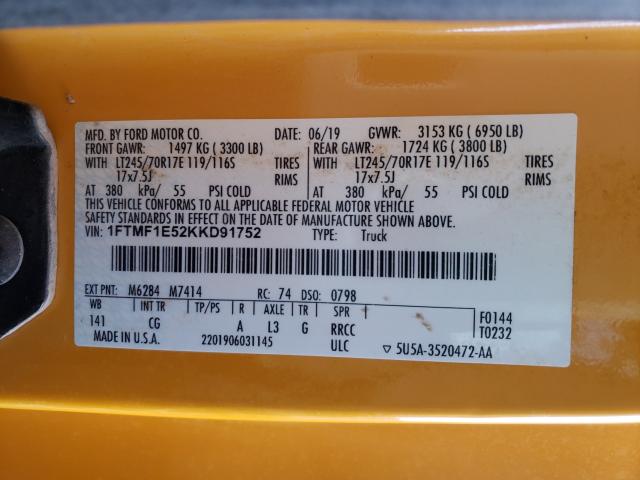 MFD. BY FORD MOTOR CO. DATE: 06/19 GVWR: 3153 KG ( 6950 LB)
FRONT GAWR: 1497 KG ( 3300 LB) REAR GAWR: 1724 KG ( 3800 LB)
WITH LT245/70R17E 119/116S TIRES WITH LT245/70R17E 119/116S TIRES
17x7.5J RIMS 17x7.5J RIMS
AT 380 kPa/ 55 PSI COLD AT 380 kPa/ 55 PSI COLD
THIS VEHICLE CONFORMS TO ALL APPLICABLE FEDERAL MOTOR VEHICLE
SAFETY STANDARDS IN EFFECT ON THE DATE OF MANUFACTURE SHOWN ABOVE.
VIN: 1FTMF1E52KKD91752 TYPE: Truck
EXT PNT: M6284 M7414 RC: 74 DSO: 0798
WB INT TR TP/PS R AXLE TR SPR F0144
141 CG A L3 G RRCC T0232
MADE IN U.S.A. 2201906031145 ULC ▽ 5U5A-3520472-AA